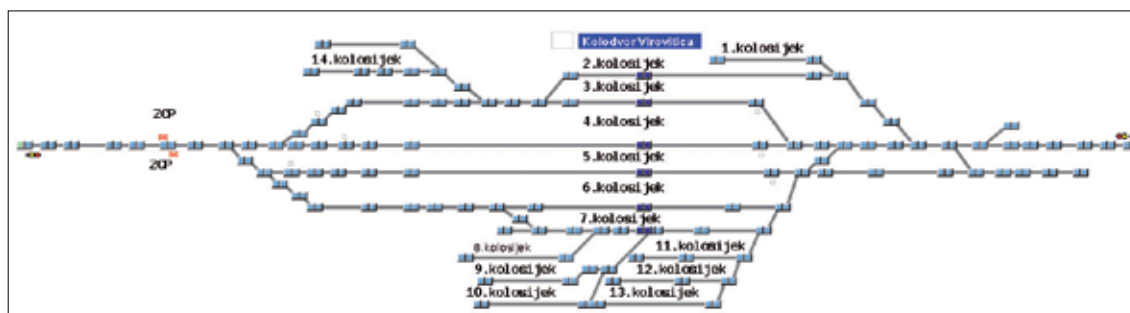 Kolodvor Virovitica
1.kolosijek
14.kolosijek
2.kolosijek
3.kolosijek
2CP
4.kolosijek
2CP
5.kolosijek
6.kolosijek
7.kolosijek
8.kolosijek
11.kolosijek
9.kolosijek
12.kolosijek
10.kolosijek
13.kolosijek